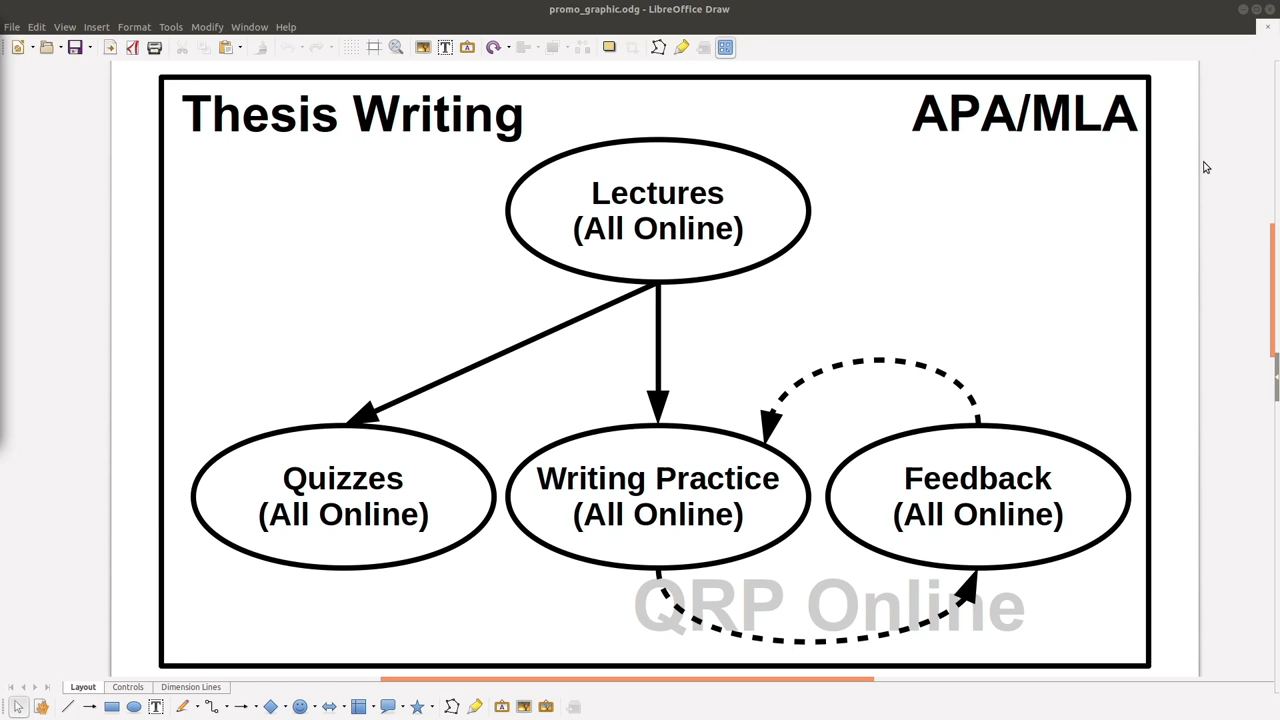 promo_graphic.odg - LibreOffice Draw
File Edit View Insert Format Tools Modify Window Help
Thesis Writing
APA/MLA
Lectures
(All Online)
Quizzes
(All Online)
Writing Practice
(All Online)
Feedback
(All Online)
QRP Online
Layout Controls Dimension Lines